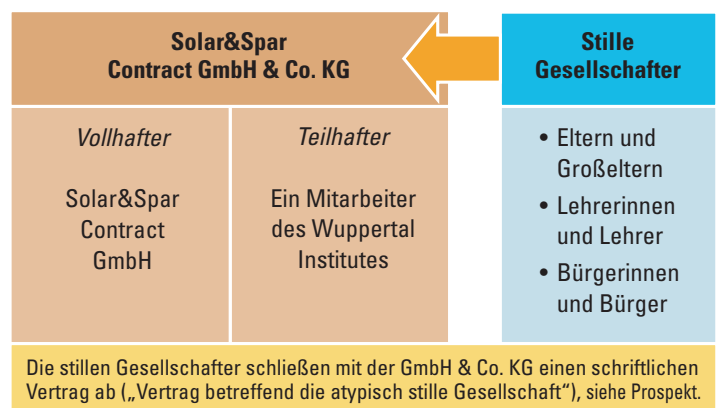 Solar&Spar
Contract GmbH & Co. KG
Stille
Gesellschafter
Vollhafter
Solar&Spar
Contract
GmbH
Teilhafter
Ein Mitarbeiter
des Wuppertal
Institutes
• Eltern und
Großeltern
• Lehrerinnen
und Lehrer
• Bürgerinnen
und Bürger
Die stillen Gesellschafter schließen mit der GmbH & Co. KG einen schriftlichen
Vertrag ab („Vertrag betreffend die atypisch stille Gesellschaft“), siehe Prospekt.